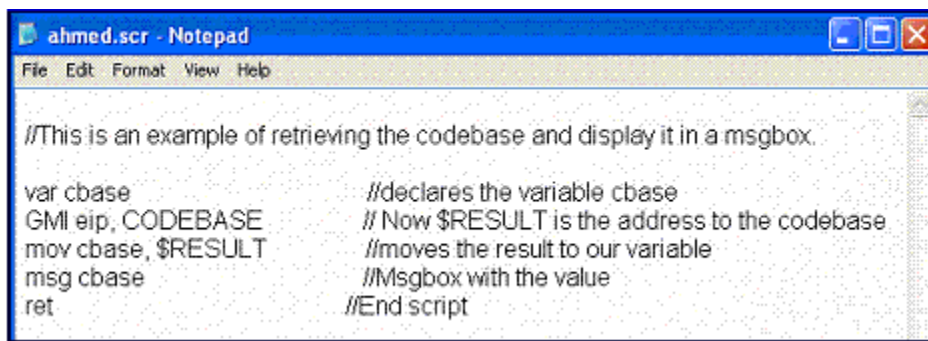 ahmed.scr - Notepad
File Edit Format View Help
//This is an example of retrieving the codebase and display it in a msgbox.
var cbase //declares the variable cbase
GMI eip, CODEBASE // Now $RESULT is the address to the codebase
mov cbase, $RESULT //moves the result to our variable
msg cbase //Msgbox with the value
ret //End script